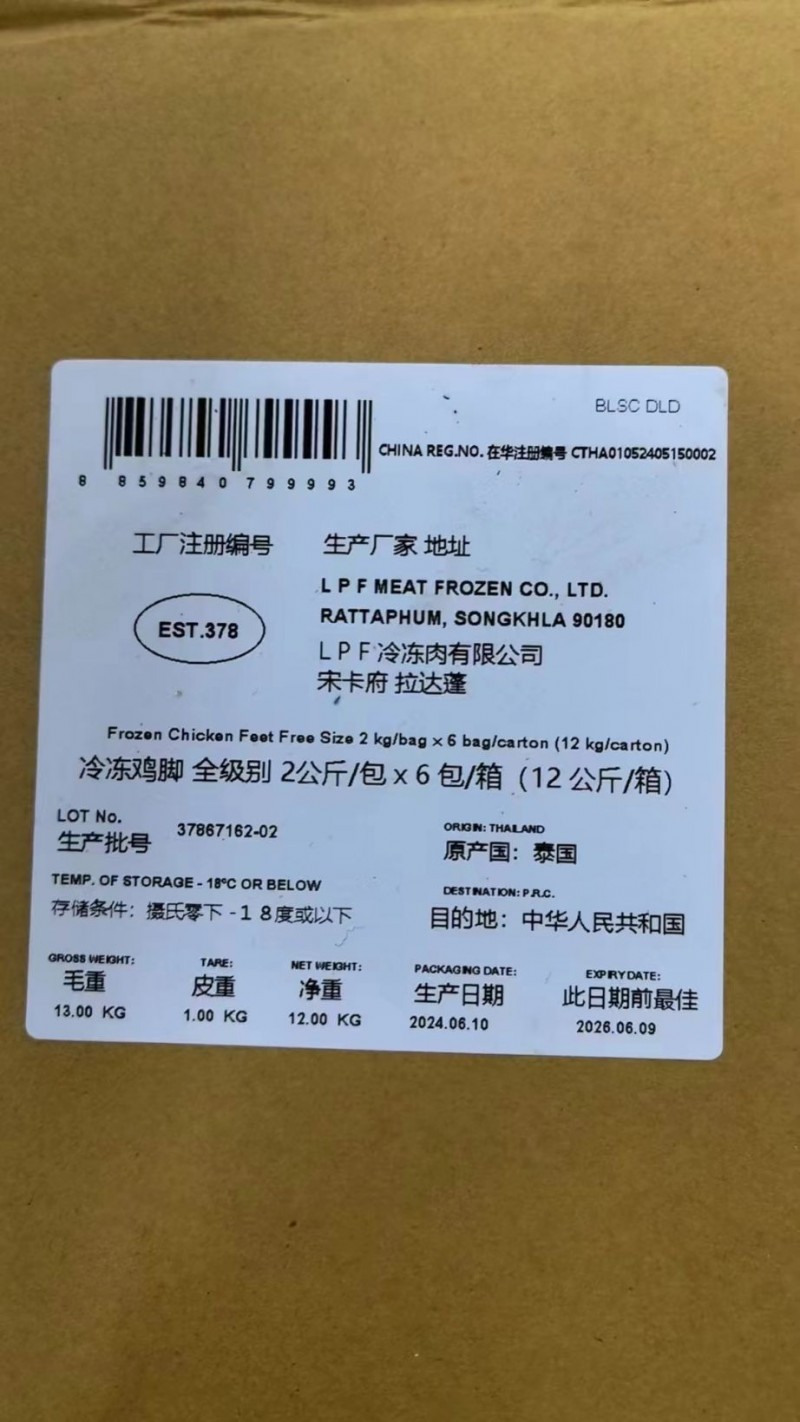 BLSC DLD
CHINA REG.NO. 在华注册编号 CTHA01052405150002
8 859840 799993
工厂注册编号
EST.378
生产厂家 地址
L P F MEAT FROZEN CO., LTD.
RATTAPHUM, SONGKHLA 90180
L P F 冷冻肉有限公司
宋卡府 拉达蓬
Frozen Chicken Feet Free Size 2 kg/bag x 6 bag/carton (12 kg/carton)
冷冻鸡脚 全级别 2公斤/包 x 6 包/箱（12 公斤/箱）
LOT No.
生产批号
37867162-02
ORIGIN: THAILAND
原产国：泰国
TEMP. OF STORAGE - 18ºC OR BELOW
存储条件：摄氏零下 -１８度或以下
DESTINATION: P.R.C.
目的地：中华人民共和国
GROSS WEIGHT:
毛重
13.00 KG
TARE:
皮重
1.00 KG
NET WEIGHT:
净重
12.00 KG
PACKAGING DATE:
生产日期
2024.06.10
EXPIRY DATE:
此日期前最佳
2026.06.09